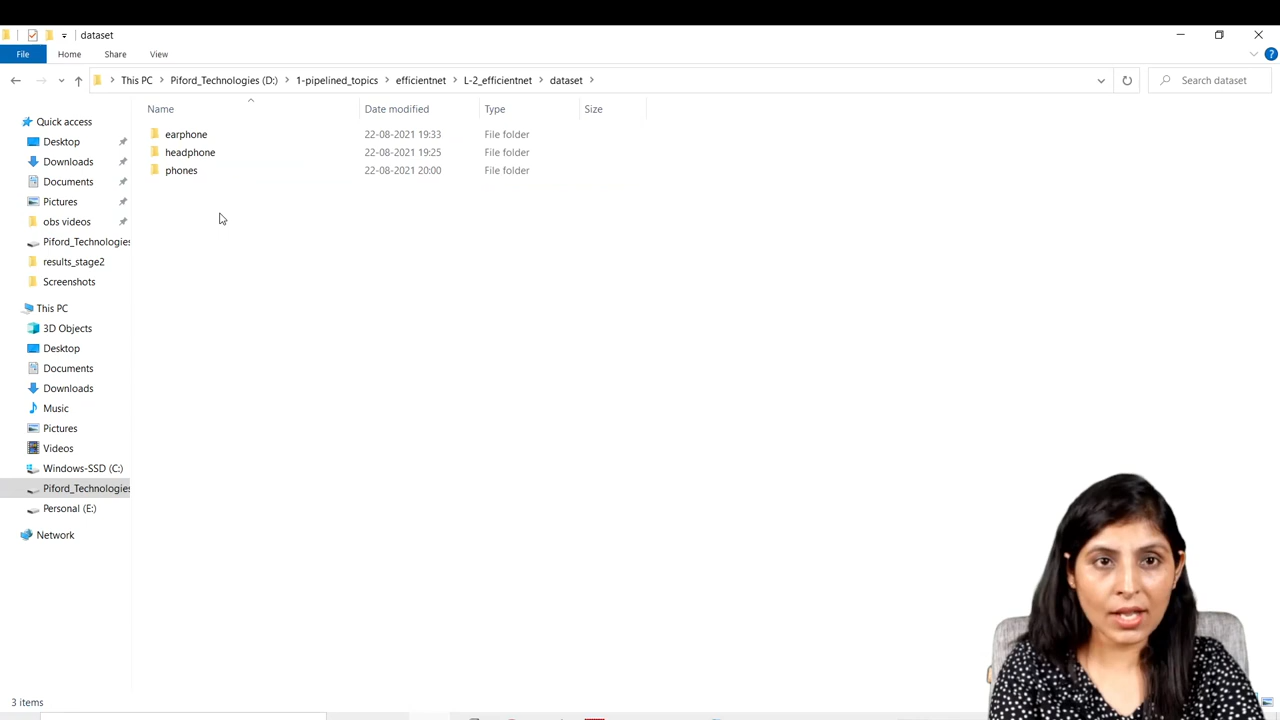 dataset
File Home Share View
This PC Piford_Technologies (D:) 1-pipelined_topics efficientnet L-2_efficientnet dataset Search dataset
Name Date modified Type Size
earphone 22-08-2021 19:33 File folder
headphone 22-08-2021 19:25 File folder
phones 22-08-2021 20:00 File folder
Quick access
Desktop
Downloads
Documents
Pictures
obs videos
Piford_Technologies
results_stage2
Screenshots
This PC
3D Objects
Desktop
Documents
Downloads
Music
Pictures
Videos
Windows-SSD (C:)
Piford_Technologies
Personal (E:)
Network
3 items